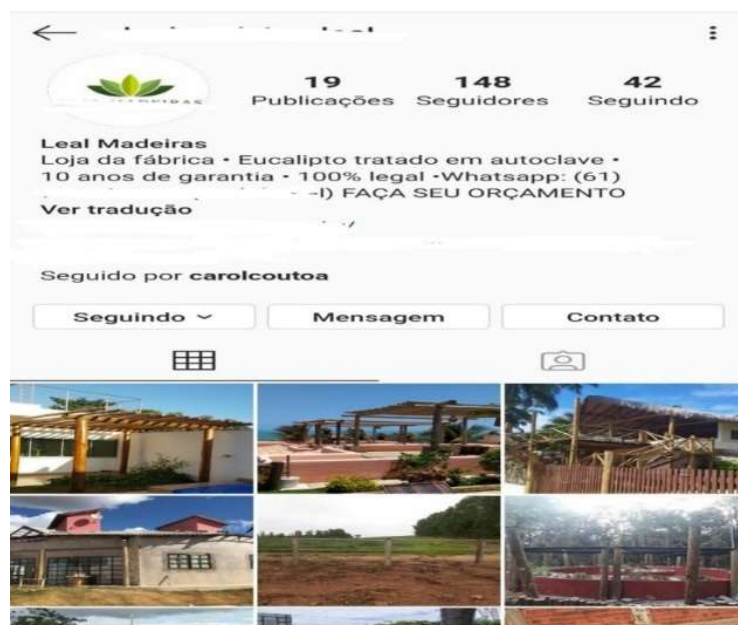 19 148 42
Publicações Seguidores Seguindo
Leal Madeiras
Loja da fábrica • Eucalipto tratado em autoclave •
10 anos de garantia • 100% legal •Whatsapp: (61)
l) FAÇA SEU ORÇAMENTO
Ver tradução
Seguido por carolcoutoa
Seguindo
Mensagem
Contato